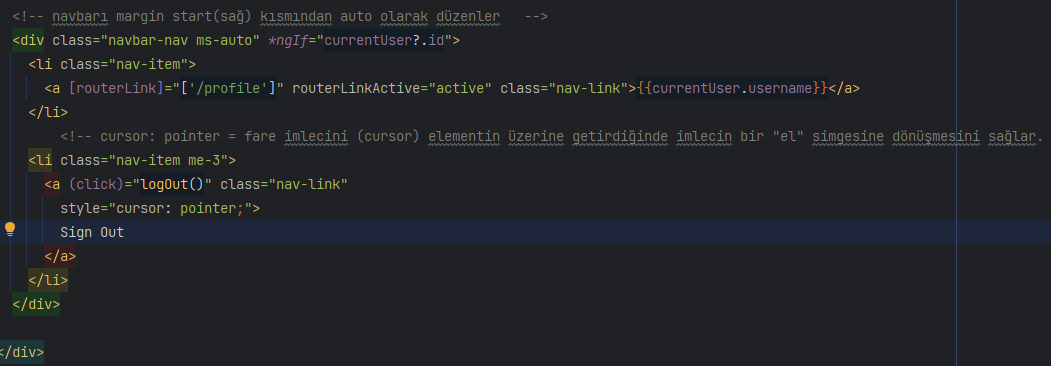 <!-- navbarı margin start(sağ) kısmından auto olarak düzenler   -->
<div class="navbar-nav ms-auto" *ngIf="currentUser?.id">
<li class="nav-item">
<a [routerLink]="['/profile']" routerLinkActive="active" class="nav-link">{{currentUser.username}}</a>
</li>
<!-- cursor: pointer = fare imlecini (cursor) elementin üzerine getirdiğinde imlecin bir "el" simgesine dönüşmesini sağlar.
<li class="nav-item me-3">
<a (click)="logOut()" class="nav-link"
style="cursor: pointer;">
Sign Out
</a>
</li>
</div>
</div>